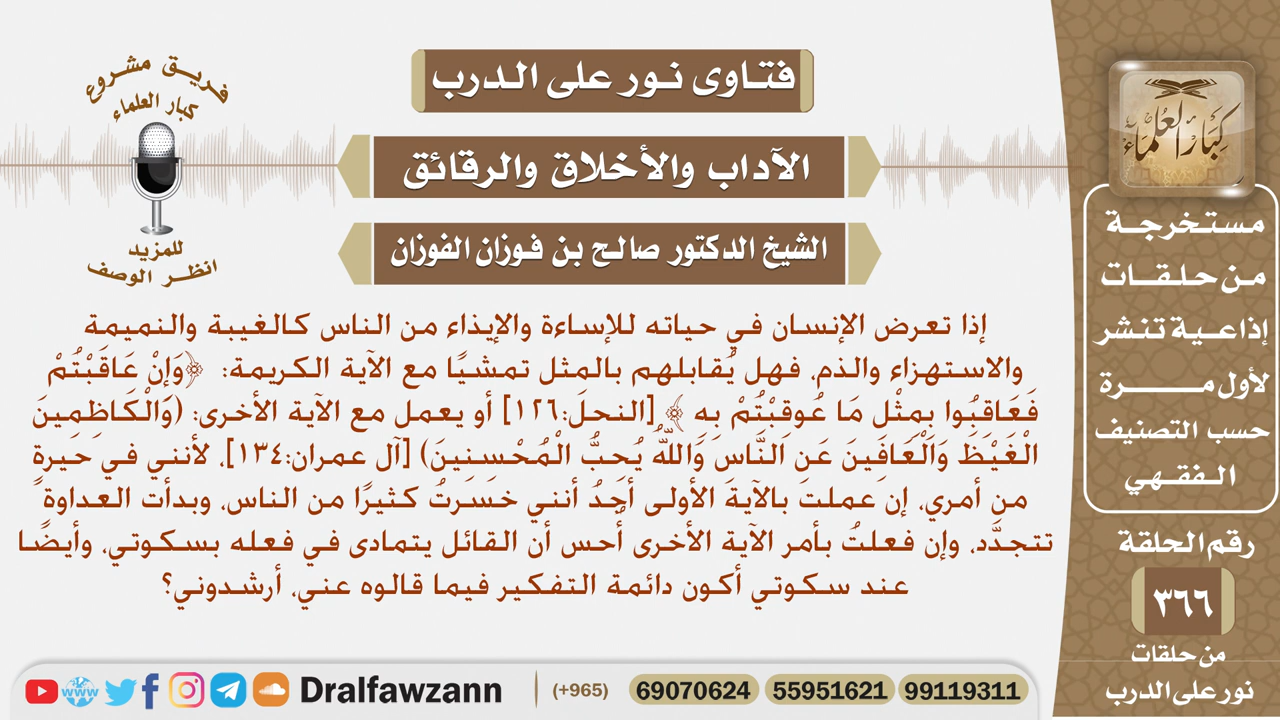 فتاوى نور على الدرب
الآداب والأخلاق والرقائق
الشيخ الدكتور صالح بن فوزان الفوزان
فريق مشروع
كبار العلماء
للمزيد
انظر الوصف
إذا تعرض الإنسان في حياته للإساءة والإيذاء من الناس كالغيبة والنميمة
والاستهزاء والذم، فهل يُقابلهم بالمثل تمشيًا مع الآية الكريمة: ﴿وَإِنْ عَاقَبْتُمْ
فَعَاقِبُوا بِمِثْلِ مَا عُوقِبْتُمْ بِهِ﴾ [النحل:١٢٦] أو يعمل مع الآية الأخرى: (وَالْكَاظِمِينَ
الْغَيْظَ وَالْعَافِينَ عَنِ النَّاسِ وَاللَّهُ يُحِبُّ الْمُحْسِنِينَ) [آل عمران:١٣٤]، لأنني في حَيرةٍ
من أمري، إن عملت بالآية الأولى أجدُ أنني خَسَرتُ كثيرًا من الناس، وبدأت العداوة
تتجدَّد، وإن فعلتُ بأمر الآية الأخرى أُحس أن القائل يتمادى في فعله بسكوتي، وأيضًا
عند سكوتي أكون دائمة التفكير فيما قالوه عني، أرشدوني؟
كبار العلماء
مستخرجة
من حلقات
إذاعية تنشر
لأول مرة
حسب التصنيف
الفقهي
رقم الحلقة
٣٦٦
من حلقات
نور على الدرب
www Dralfawzann (+965) 69070624 55951621 99119311